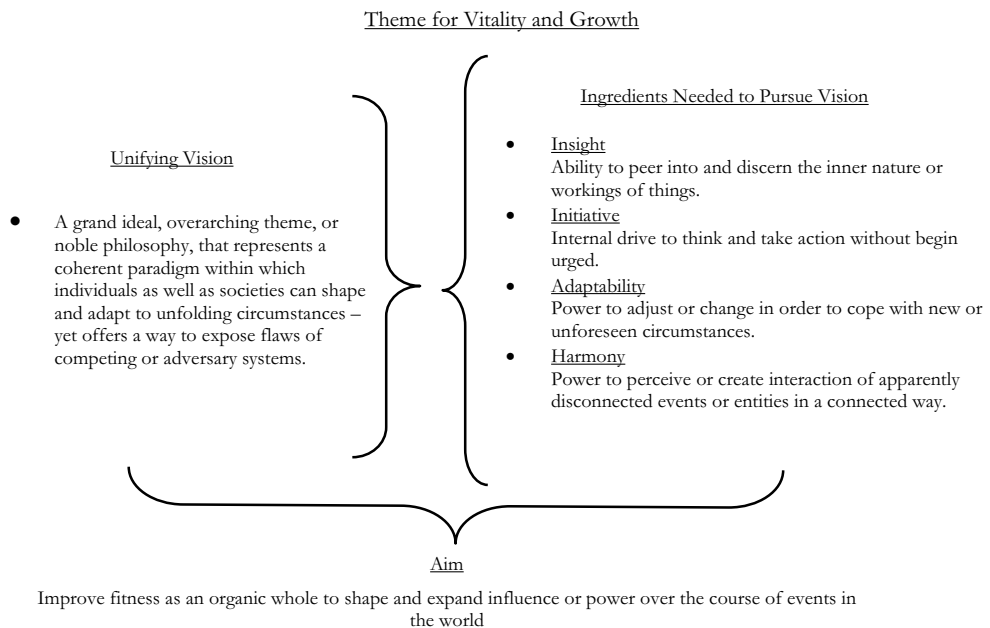 Theme for Vitality and Growth
Unifying Vision
• A grand ideal, overarching theme, or
noble philosophy, that represents a
coherent paradigm within which
individuals as well as societies can shape
and adapt to unfolding circumstances –
yet offers a way to expose flaws of
competing or adversary systems.
Ingredients Needed to Pursue Vision
• Insight
Ability to peer into and discern the inner nature or
workings of things.
• Initiative
Internal drive to think and take action without begin
urged.
• Adaptability
Power to adjust or change in order to cope with new or
unforeseen circumstances.
• Harmony
Power to perceive or create interaction of apparently
disconnected events or entities in a connected way.
Aim
Improve fitness as an organic whole to shape and expand influence or power over the course of events in
the world